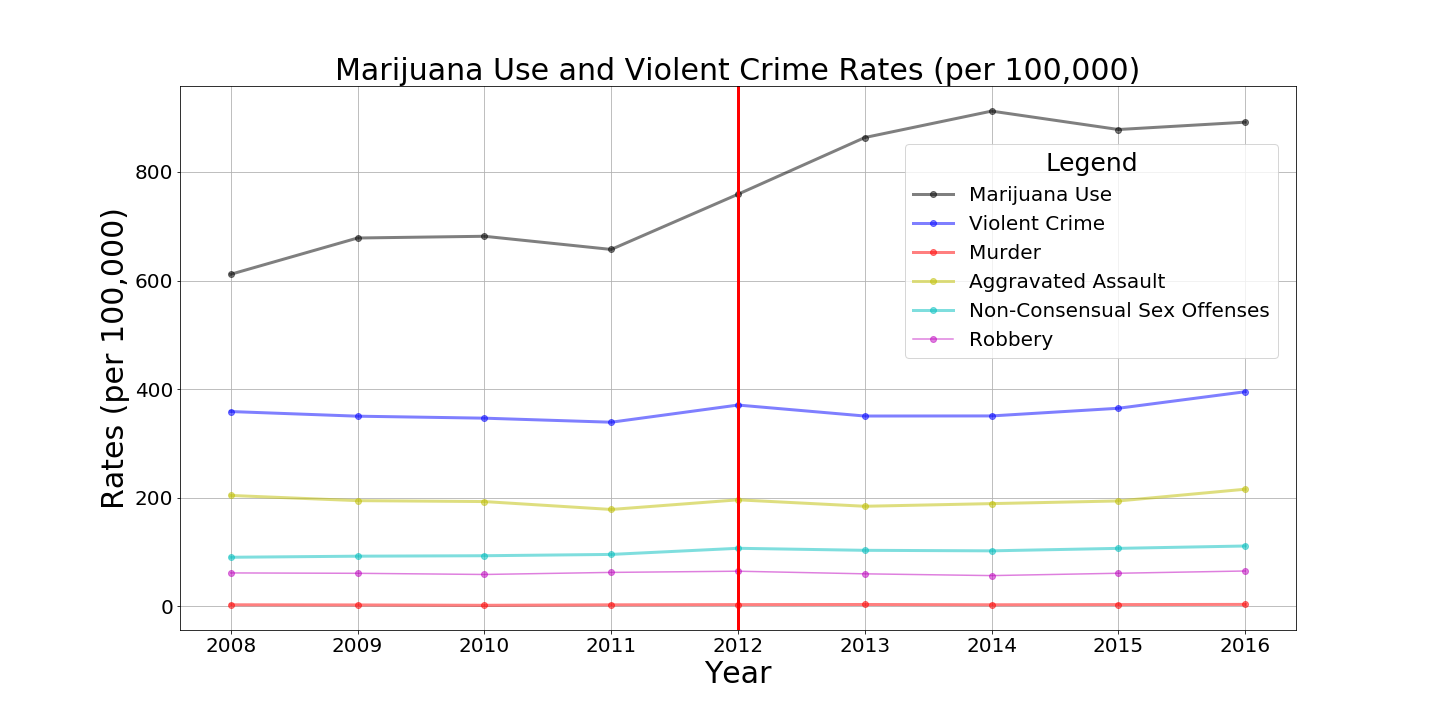 Marijuana Use and Violent Crime Rates (per 100,000)
Rates (per 100,000)
800
600
400
200
0
Legend
Marijuana Use
Violent Crime
Murder
Aggravated Assault
Non-Consensual Sex Offenses
Robbery
2008 2009 2010 2011 2012 2013 2014 2015 2016
Year